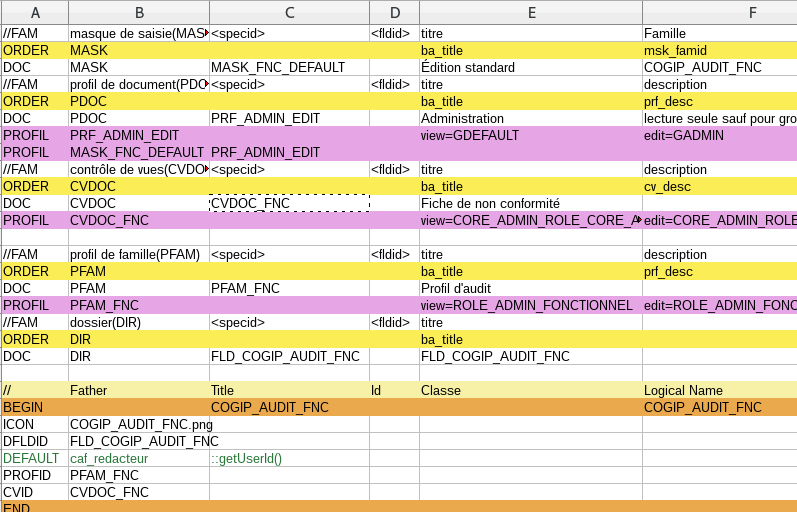 A B C D E F
//FAM masque de saisie(MAS <specid> <fldid> titre Famille
ORDER MASK ba_title msk_famid
DOC MASK MASK_FNC_DEFAULT Édition standard COGIP_AUDIT_FNC
//FAM profil de document(PDO <specid> <fldid> titre description
ORDER PDOC ba_title prf_desc
DOC PDOC PRF_ADMIN_EDIT Administration lecture seule sauf pour gro
PROFIL PRF_ADMIN_EDIT view=GDEFAULT edit=GADMIN
PROFIL MASK_FNC_DEFAULT PRF_ADMIN_EDIT
//FAM contrôle de vues(CVDO <specid> <fldid> titre description
ORDER CVDOC ba_title cv_desc
DOC CVDOC CVDOC_FNC Fiche de non conformité
PROFIL CVDOC_FNC view=CORE_ADMIN_ROLE_CORE_A edit=CORE_ADMIN_ROLE
//FAM profil de famille(PFAM) <specid> <fldid> titre description
ORDER PFAM ba_title prf_desc
DOC PFAM PFAM_FNC Profil d'audit
PROFIL PFAM_FNC view=ROLE_ADMIN_FONCTIONNEL edit=ROLE_ADMIN_FONC
//FAM dossier(DIR) <specid> <fldid> titre
ORDER DIR ba_title
DOC DIR FLD_COGIP_AUDIT_FNC FLD_COGIP_AUDIT_FNC
// Father Title Id Classe Logical Name
BEGIN COGIP_AUDIT_FNC COGIP_AUDIT_FNC
ICON COGIP_AUDIT_FNC.png
DFLDID FLD_COGIP_AUDIT_FNC
DEFAULT caf_redacteur ::getUserId()
PROFID PFAM_FNC
CVID CVDOC_FNC
END